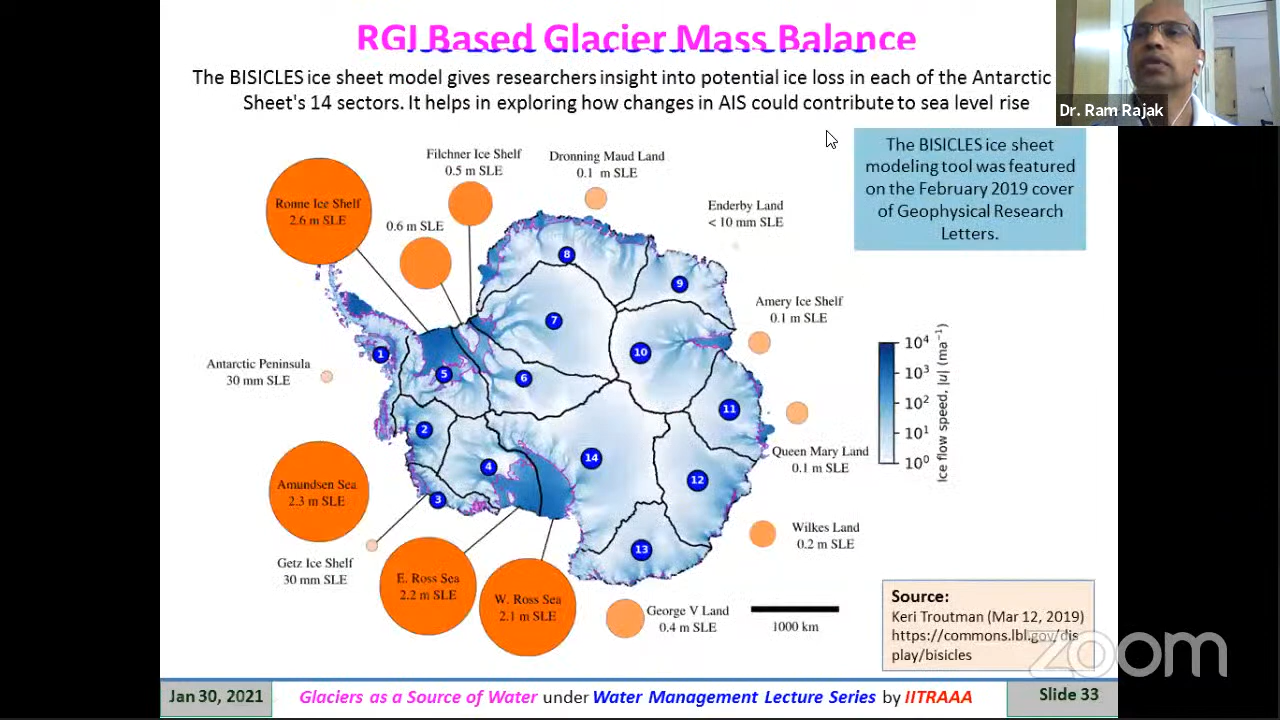 RGI Based Glacier Mass Balance
The BISICLES ice sheet model gives researchers insight into potential ice loss in each of the Antarctic
Sheet's 14 sectors. It helps in exploring how changes in AIS could contribute to sea level rise
Dr. Ram Rajak
The BISICLES ice sheet
modeling tool was featured
on the February 2019 cover
of Geophysical Research
Letters.
Filchner Ice Shelf
0.5 m SLE
Dronning Maud Land
0.1 m SLE
Ronne Ice Shelf
2.6 m SLE
0.6 m SLE
Enderby Land
< 10 mm SLE
Amery Ice Shelf
0.1 m SLE
Antarctic Peninsula
30 mm SLE
Queen Mary Land
0.1 m SLE
Amundsen Sea
2.3 m SLE
Wilkes Land
0.2 m SLE
Getz Ice Shelf
30 mm SLE
E. Ross Sea
2.2 m SLE
W. Ross Sea
2.1 m SLE
George V Land
0.4 m SLE
1
2
3
4
5
6
7
8
9
10
11
12
13
14
10⁴
10³
10²
10¹
10⁰
Ice flow speed, |u| (ma⁻¹)
1000 km
Source:
Keri Troutman (Mar 12, 2019)
https://commons.lbl.gov/dis
play/bisicles
zoom
Jan 30, 2021
Glaciers as a Source of Water under Water Management Lecture Series by IITRAAA
Slide 33